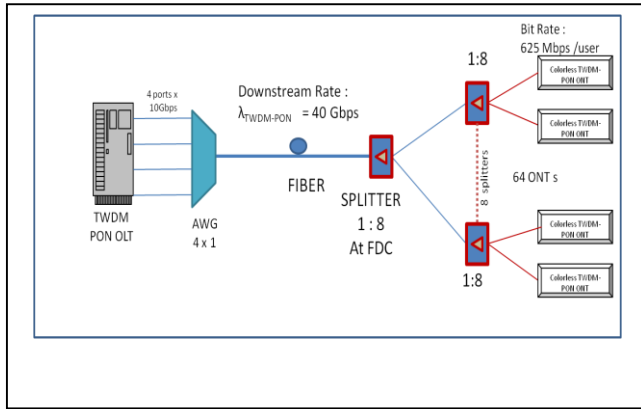 4 ports x
10Gbps
TWDM
PON OLT
AWG
4 x 1
Downstream Rate :
λTWDM-PON = 40 Gbps
FIBER
SPLITTER
1 : 8
At FDC
1:8
8 splitters
1:8
Bit Rate :
625 Mbps /user
Colorless TWDM-
PON ONT
Colorless TWDM-
PON ONT
64 ONT s
Colorless TWDM-
PON ONT
Colorless TWDM-
PON ONT